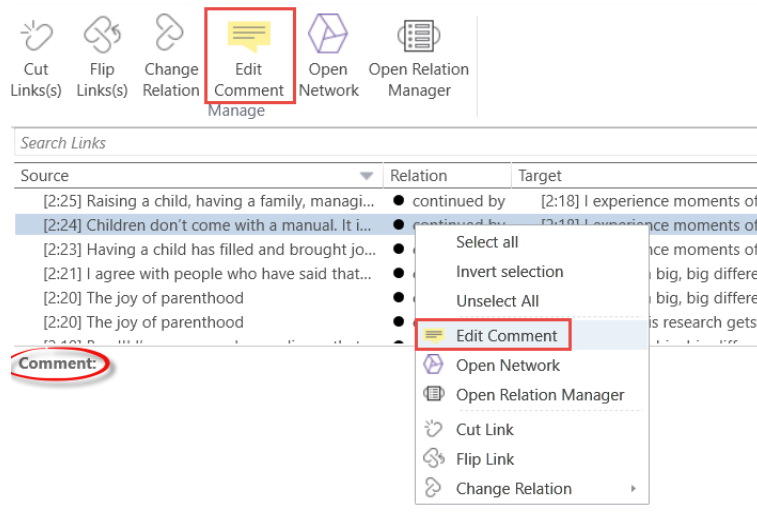 Cut Links(s)
Flip Links(s)
Change Relation
Edit Comment
Open Network
Open Relation Manager
Manage
Search Links
Source Relation Target
[2:25] Raising a child, having a family, managi... continued by [2:18] I experience moments of
[2:24] Children don't come with a manual. It i...
[2:23] Having a child has filled and brought jo... nce moments of
[2:21] I agree with people who have said that... big, big differe
[2:20] The joy of parenthood big, big differe
[2:20] The joy of parenthood is research gets
Comment:
Select all
Invert selection
Unselect All
Edit Comment
Open Network
Open Relation Manager
Cut Link
Flip Link
Change Relation